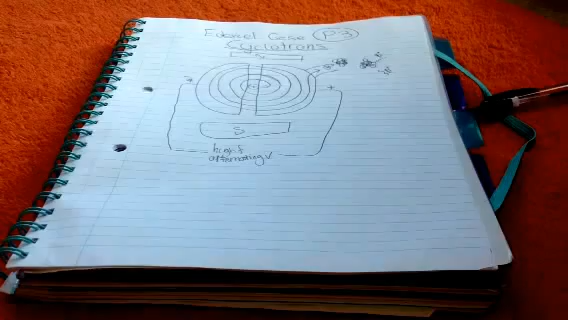 Edexcel Case P3
Cyclotrons
S
high f
alternating V